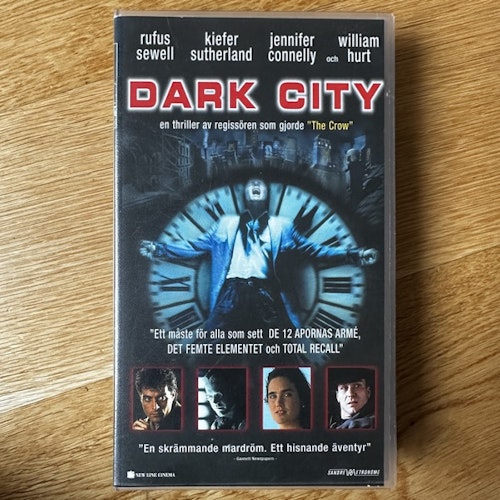 rufus kiefer jennifer william
sewell sutherland connelly och hurt
DARK CITY
en thriller av regissören som gjorde "The Crow"
"Ett måste för alla som sett DE 12 APORNAS ARMÉ,
DET FEMTE ELEMENTET och TOTAL RECALL"
"En skrämmande mardröm. Ett hisnande äventyr"
- Gannett Newspapers -
NEW LINE CINEMA
SANDREW METRONOME